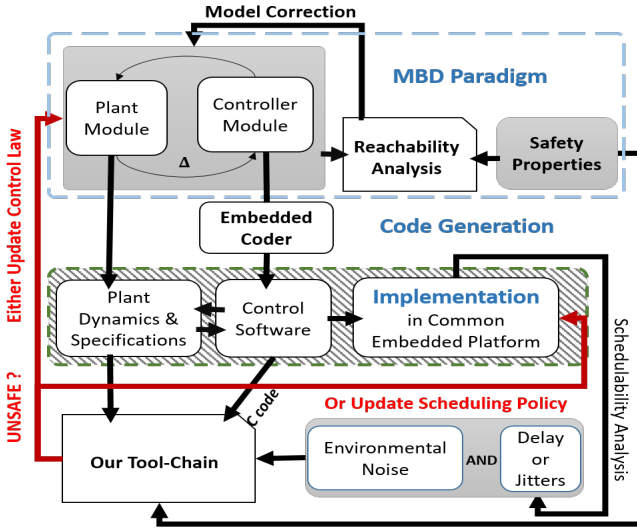 Model Correction
MBD Paradigm
Plant
Module
Controller
Module
Δ
Reachability
Analysis
Safety
Properties
Either Update Control Law
Embedded
Coder
Code Generation
Plant
Dynamics &
Specifications
Control
Software
Implementation
in Common
Embedded Platform
Schedulability Analysis
UNSAFE ?
C code
Or Update Scheduling Policy
Our Tool-Chain
Environmental
Noise
AND
Delay
or
Jitters